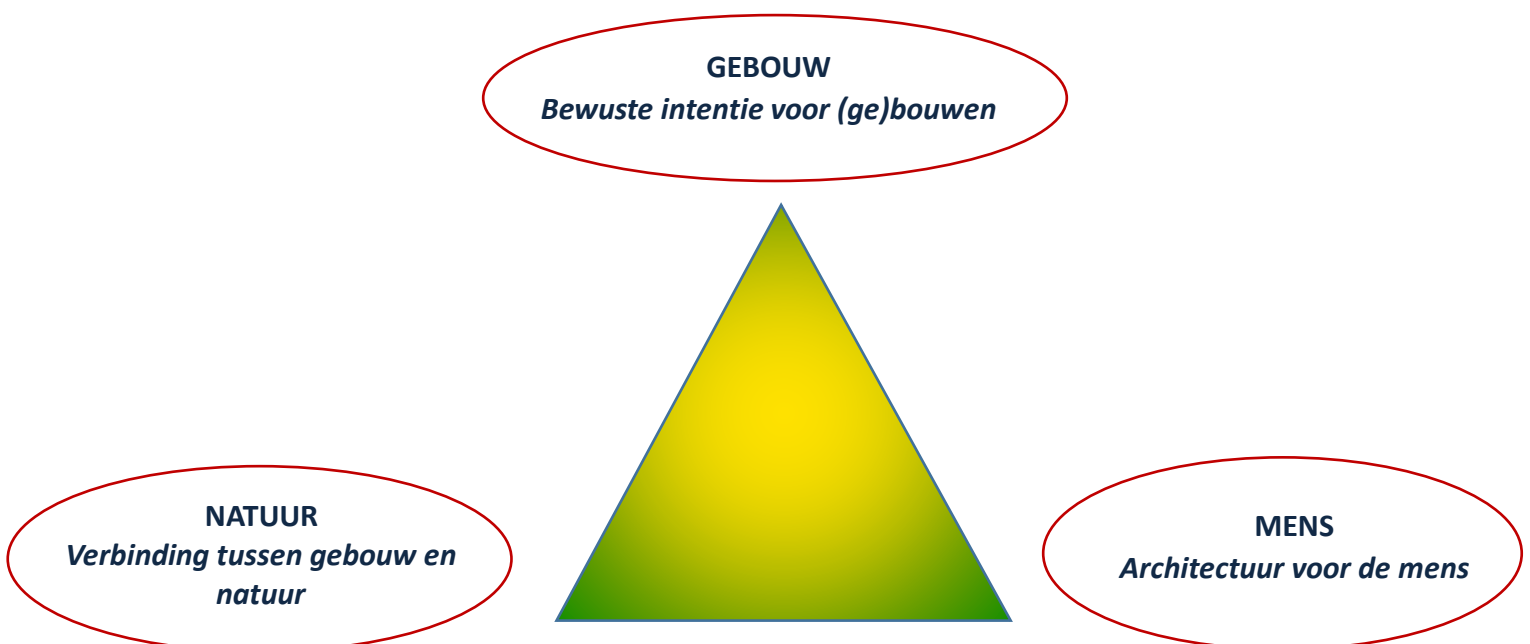 GEBOUW
Bewuste intentie voor (ge)bouwen
NATUUR
Verbinding tussen gebouw en
natuur
MENS
Architectuur voor de mens